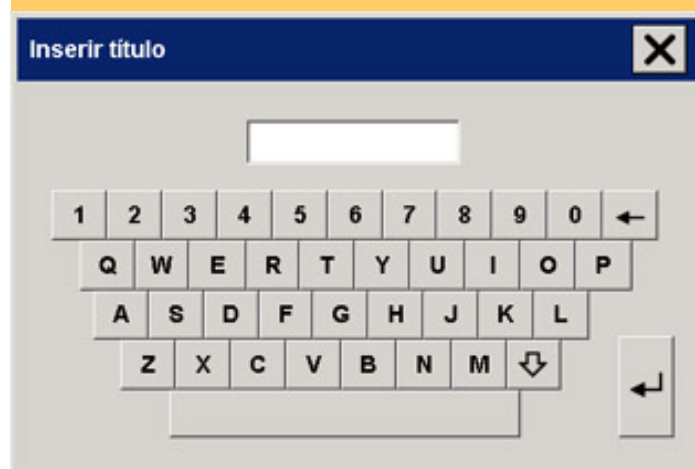 Inserir título
1 2 3 4 5 6 7 8 9 0
Q W E R T Y U I O P
A S D F G H J K L
Z X C V B N M